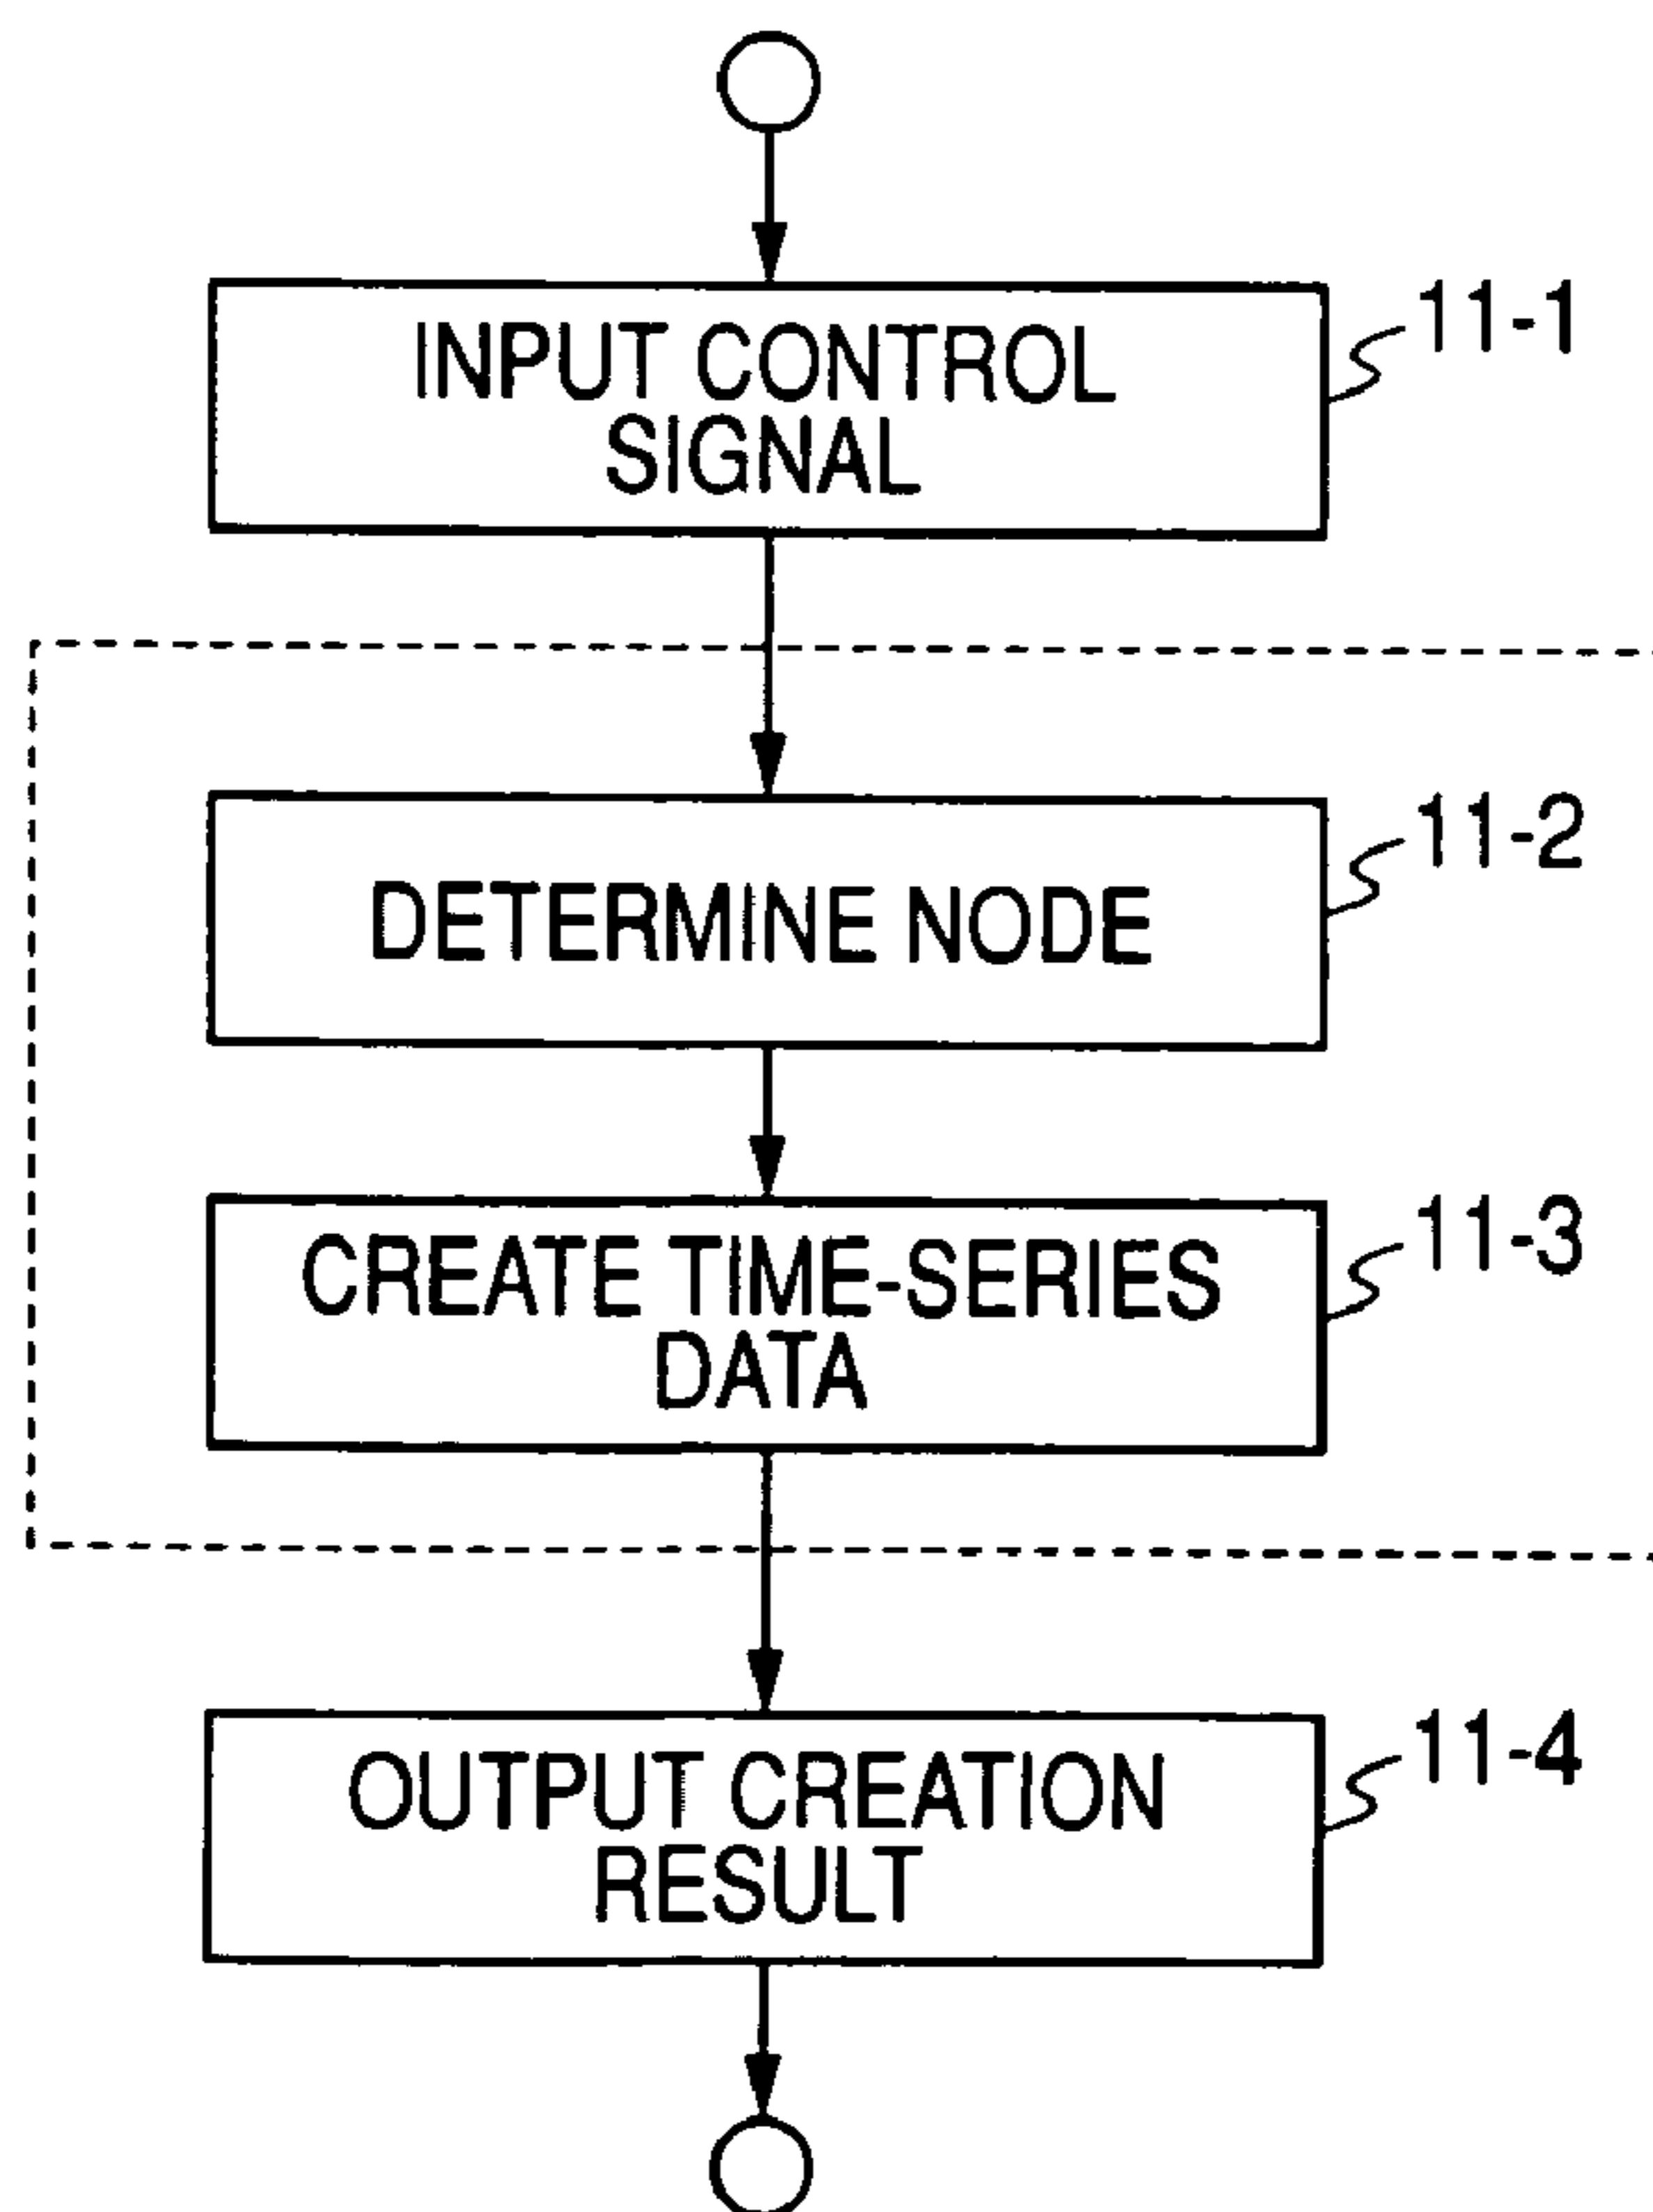 INPUT CONTROL
SIGNAL
11-1
DETERMINE NODE
11-2
CREATE TIME-SERIES
DATA
11-3
OUTPUT CREATION
RESULT
11-4